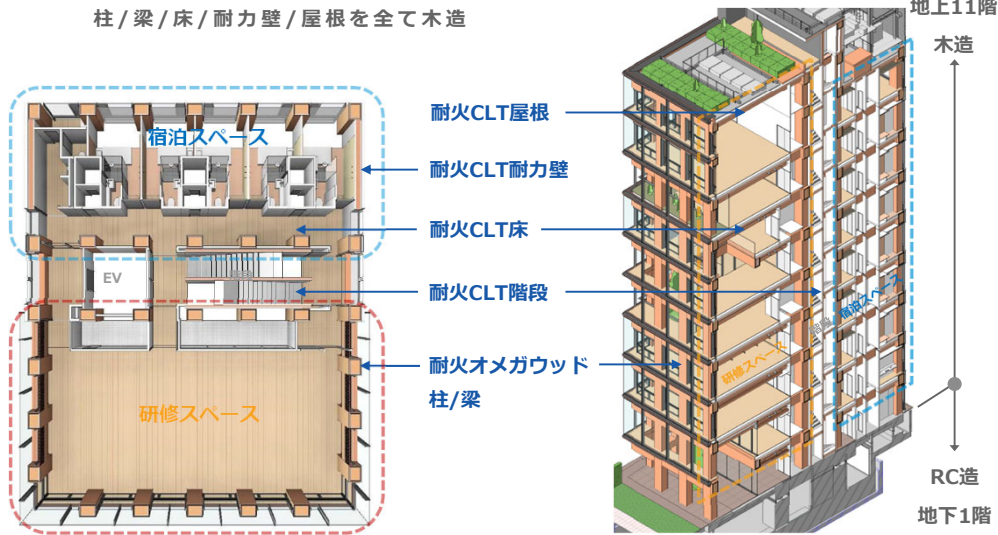 柱/梁/床/耐力壁/屋根を全て木造
地上11階
木造
宿泊スペース
耐火CLT屋根
耐火CLT耐力壁
耐火CLT床
EV
耐火CLT階段
耐火オメガウッド
柱/梁
研修スペース
研修スペース
階段
宿泊スペース
RC造
地下1階